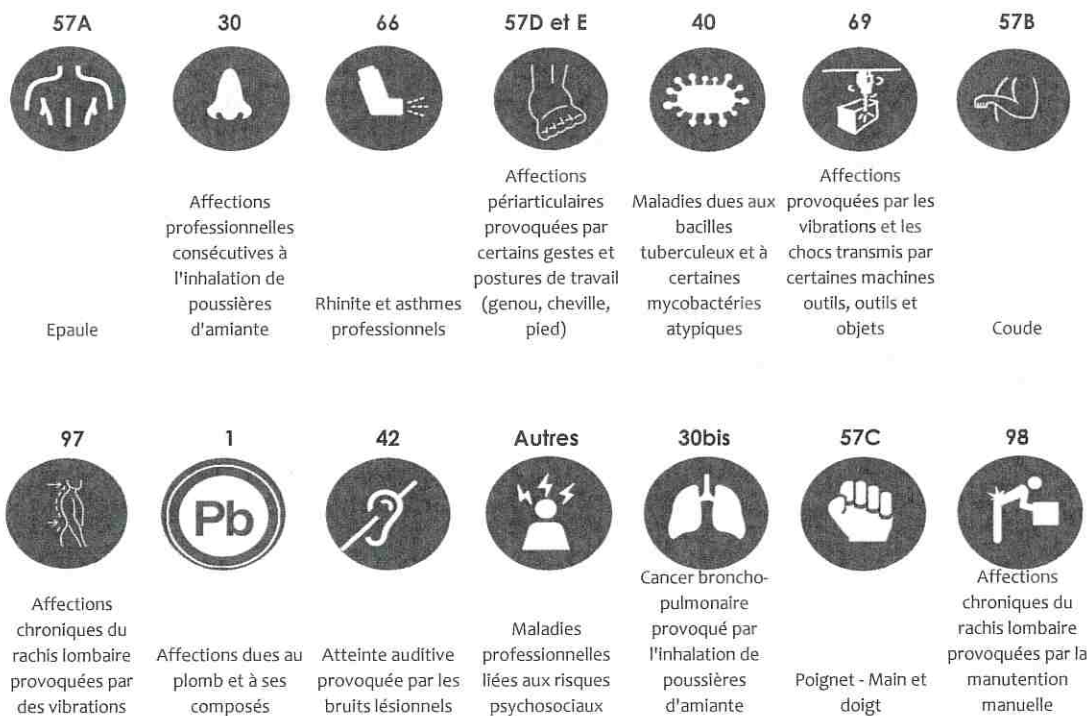 57A
30
66
57D et E
40
69
57B
Epaule
Affections
professionnelles
consécutives à
l'inhalation de
poussières
d'amiante
Rhinite et asthmes
professionnels
Affections
périarticulaires
provoquées par
certains gestes et
postures de travail
(genou, cheville,
pied)
Maladies dues aux
bacilles
tuberculeux et à
certaines
mycobactéries
atypiques
Affections
provoquées par les
vibrations et les
chocs transmis par
certaines machines
outils, outils et
objets
Coude
97
1
42
Autres
30bis
57C
98
Pb
Affections
chroniques du
rachis lombaire
provoquées par
des vibrations
Affections dues au
plomb et à ses
composés
Atteinte auditive
provoquée par les
bruits lésionnels
Maladies
professionnelles
liées aux risques
psychosociaux
Cancer broncho-
pulmonaire
provoqué par
l'inhalation de
poussières
d'amiante
Poignet - Main et
doigt
Affections
chroniques du
rachis lombaire
provoquées par la
manutention
manuelle